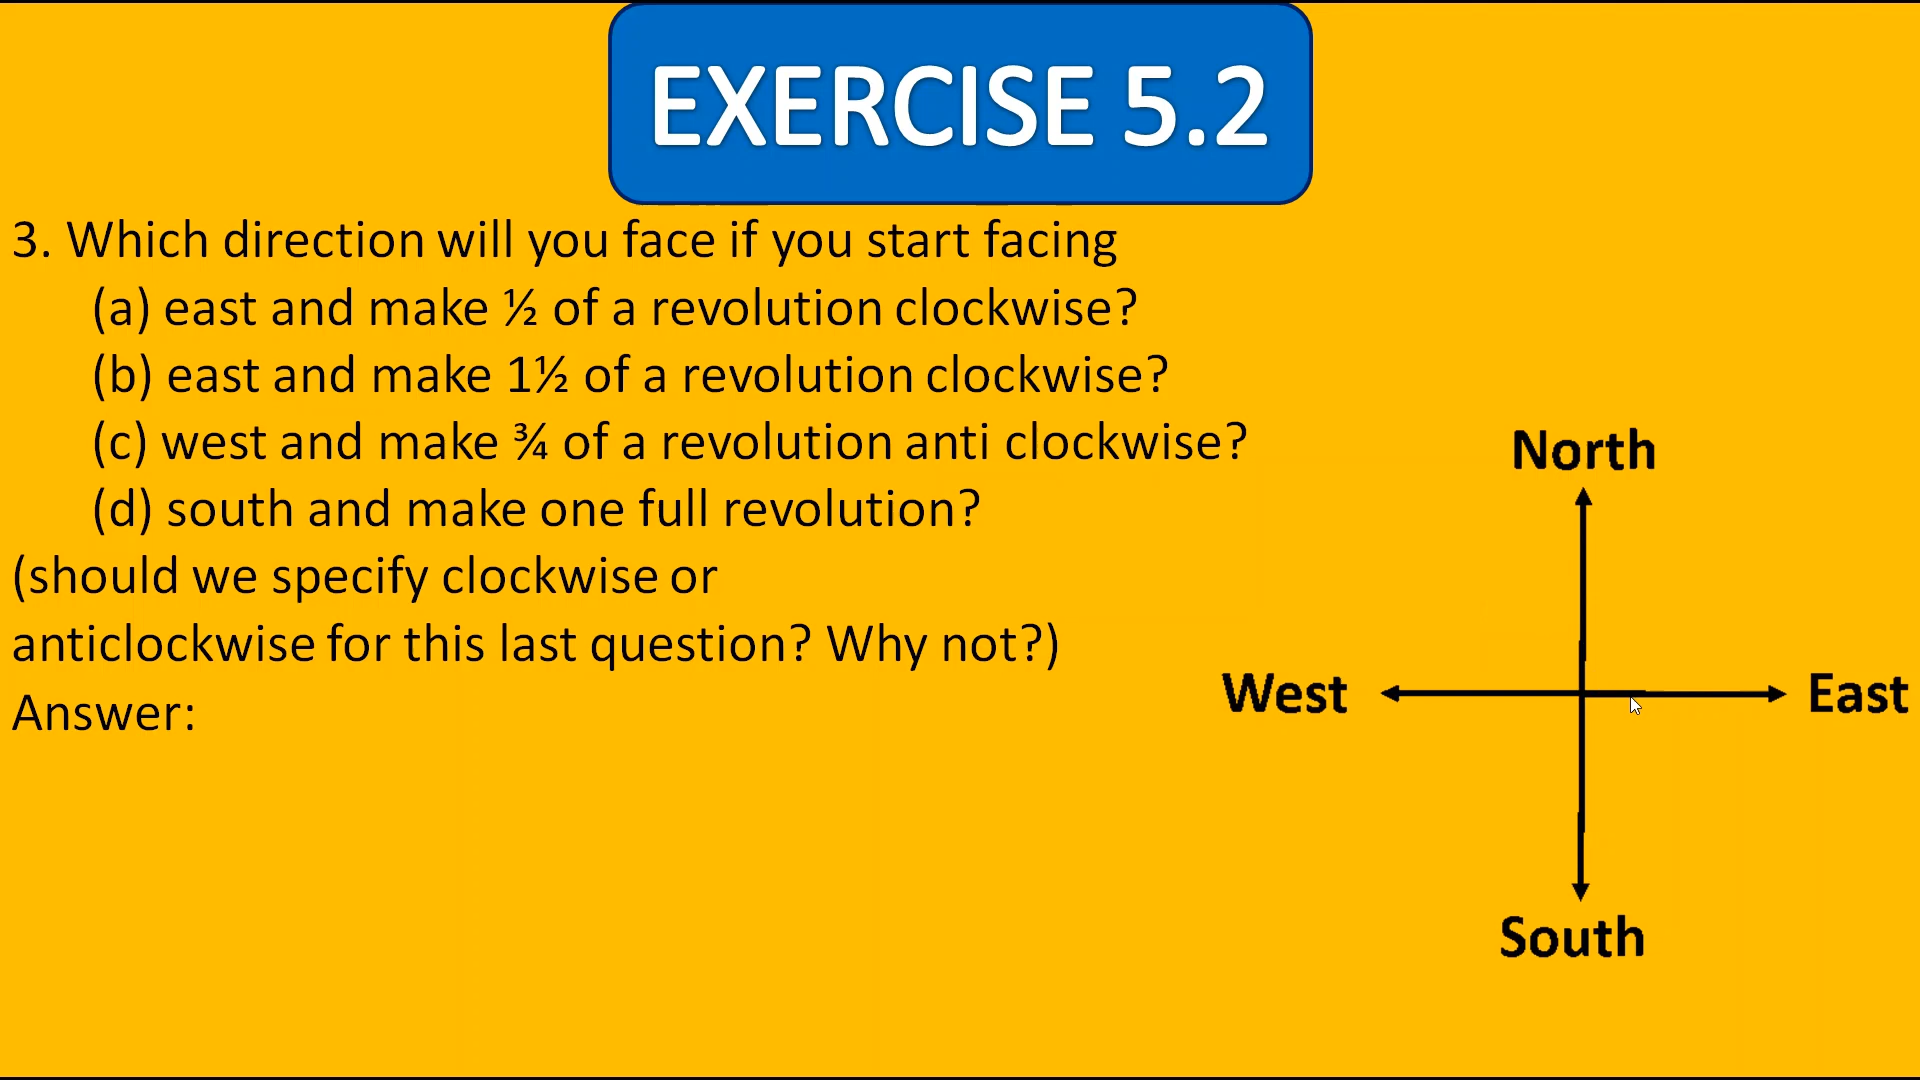 EXERCISE 5.2
3. Which direction will you face if you start facing
(a) east and make ½ of a revolution clockwise?
(b) east and make 1½ of a revolution clockwise?
(c) west and make ¾ of a revolution anti clockwise?
(d) south and make one full revolution?
(should we specify clockwise or
anticlockwise for this last question? Why not?)
Answer:
North
West
East
South